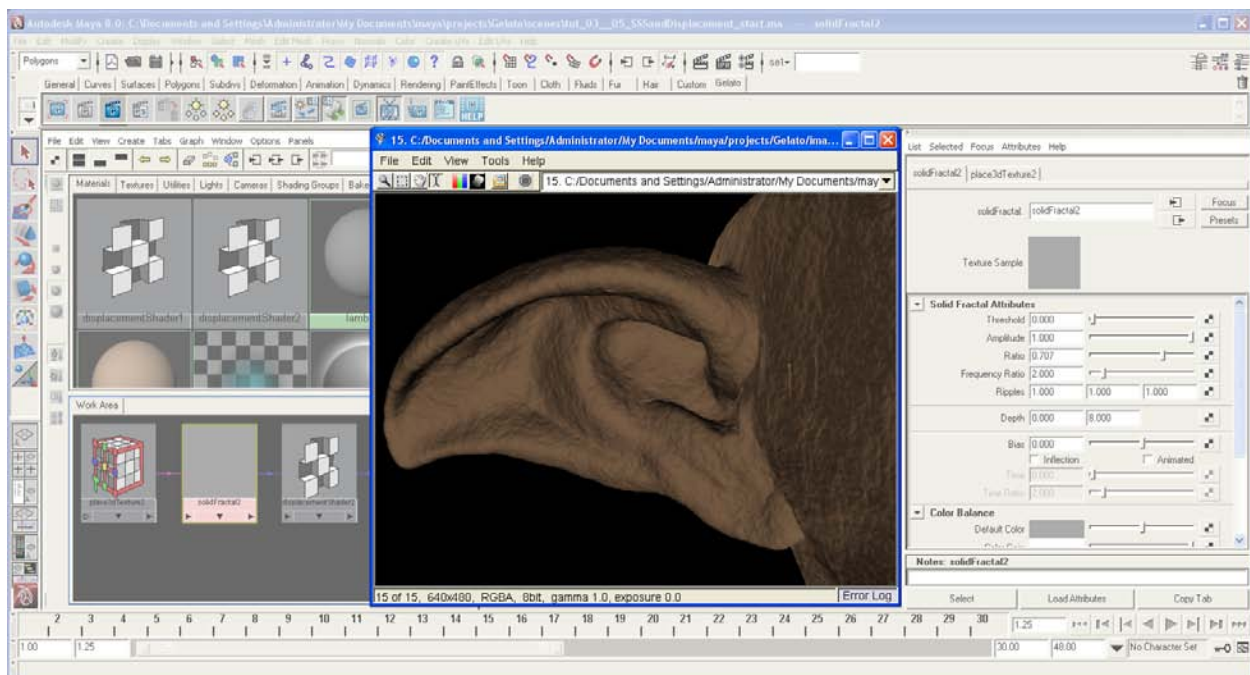 Autodesk Maya 8.0: C:\Documents and Settings\Administrator\My Documents\maya\projects\Gelato\scenes\tut_03__05_SSSandDisplacement_start.ma --- solidFractal2
Polygons sel-
General Curves Surfaces Polygons Subdivs Deformation Animation Dynamics Rendering PaintEffects Toon Cloth Fluids Fur Hair Custom Gelato
HELP
File Edit View Create Tabs Graph Window Options Panels
Materials Textures Utilities Lights Cameras Shading Groups Bake
displacementShader1 displacementShader2 lamb
Work Area
place3dTexture2 solidFractal2 displacementShader2
15. C:/Documents and Settings/Administrator/My Documents/maya/projects/Gelato/ima...
File Edit View Tools Help
15. C:/Documents and Settings/Administrator/My Documents/may
15 of 15, 640x480, RGBA, 8bit, gamma 1.0, exposure 0.0 Error Log
List Selected Focus Attributes Help
solidFractal2 place3dTexture2
solidFractal: solidFractal2 Focus
Presets
Texture Sample
Solid Fractal Attributes
Threshold 0.000
Amplitude 1.000
Ratio 0.707
Frequency Ratio 2.000
Ripples 1.000 1.000 1.000
Depth 0.000 8.000
Bias 0.000
Inflection Animated
Time 0.000
Time Ratio 2.000
Color Balance
Default Color
Notes: solidFractal2
Select Load Attributes Copy Tab
2 3 4 5 6 7 8 9 10 11 12 13 14 15 16 17 18 19 20 21 22 23 24 25 26 27 28 29 30 1.25
1.00 1.25 30.00 48.00 No Character Set